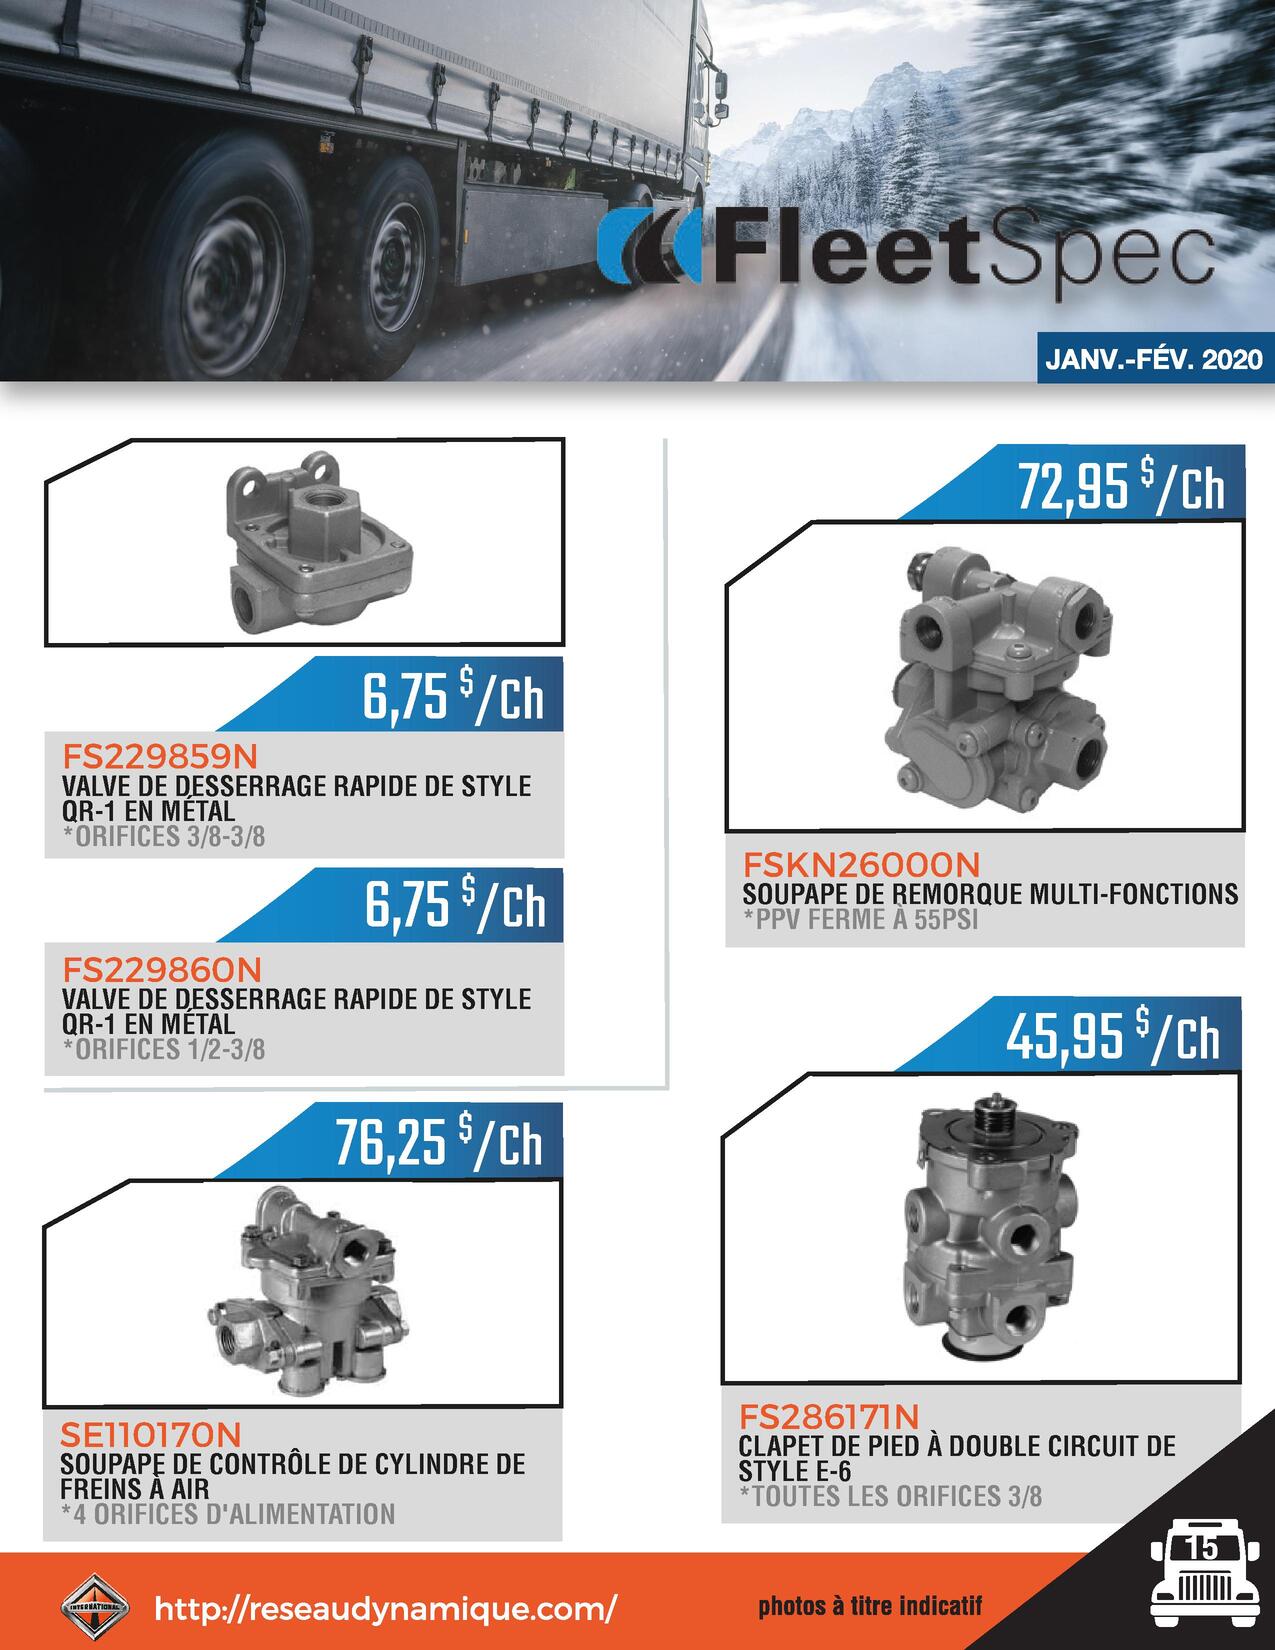 FleetSpec
JANV.-FÉV. 2020
6,75 $/Ch
FS229859N
VALVE DE DESSERRAGE RAPIDE DE STYLE
QR-1 EN MÉTAL
*ORIFICES 3/8-3/8
6,75 $/Ch
FS229860N
VALVE DE DESSERRAGE RAPIDE DE STYLE
QR-1 EN MÉTAL
*ORIFICES 1/2-3/8
76,25 $/Ch
SE110170N
SOUPAPE DE CONTRÔLE DE CYLINDRE DE
FREINS À AIR
*4 ORIFICES D'ALIMENTATION
72,95 $/Ch
FSKN26000N
SOUPAPE DE REMORQUE MULTI-FONCTIONS
*PPV FERME À 55PSI
45,95 $/Ch
FS286171N
CLAPET DE PIED À DOUBLE CIRCUIT DE
STYLE E-6
*TOUTES LES ORIFICES 3/8
INTERNATIONAL
http://reseaudynamique.com/
photos à titre indicatif
15